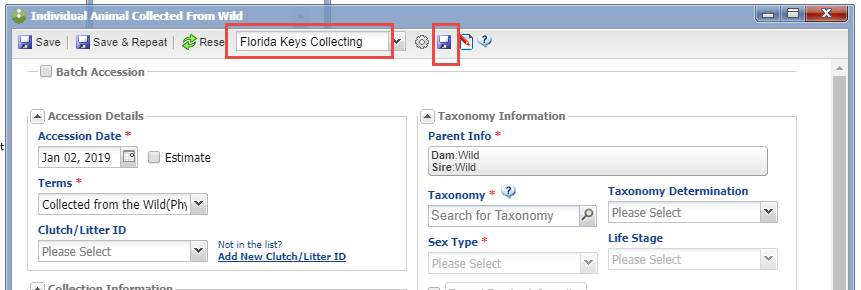 Individual Animal Collected From Wild
Save Save & Repeat Rese Florida Keys Collecting
Batch Accession
Accession Details
Accession Date *
Jan 02, 2019 Estimate
Terms *
Collected from the Wild(Phy
Clutch/Litter ID
Please Select
Not in the list?
Add New Clutch/Litter ID
Collection Information
Taxonomy Information
Parent Info *
Dam:Wild
Sire:Wild
Taxonomy * Taxonomy Determination
Search for Taxonomy Please Select
Sex Type * Life Stage
Please Select Please Select